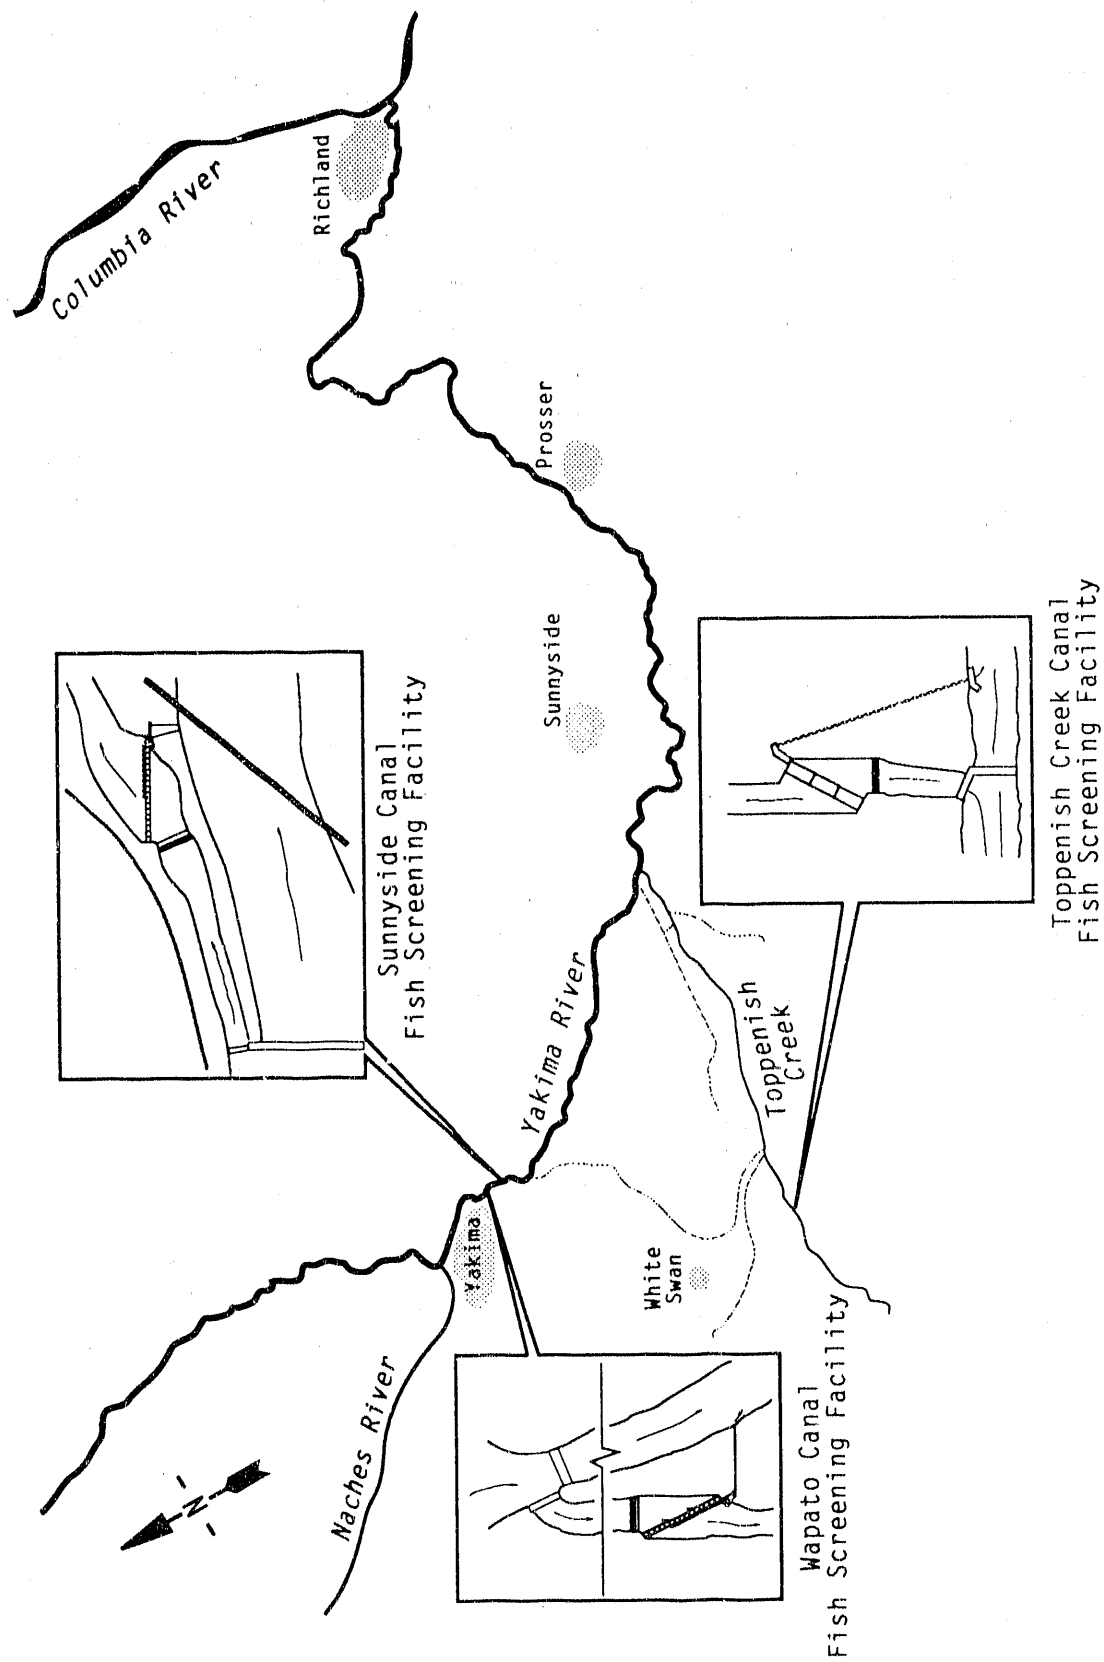 Columbia River
Richland
Prosser
Sunnyside
Sunnyside Canal
Fish Screening Facility
Yakima River
Yakima
Naches River
N
White
Swan
Toppenish
Creek
Wapato Canal
Fish Screening Facility
Toppenish Creek Canal
Fish Screening Facility